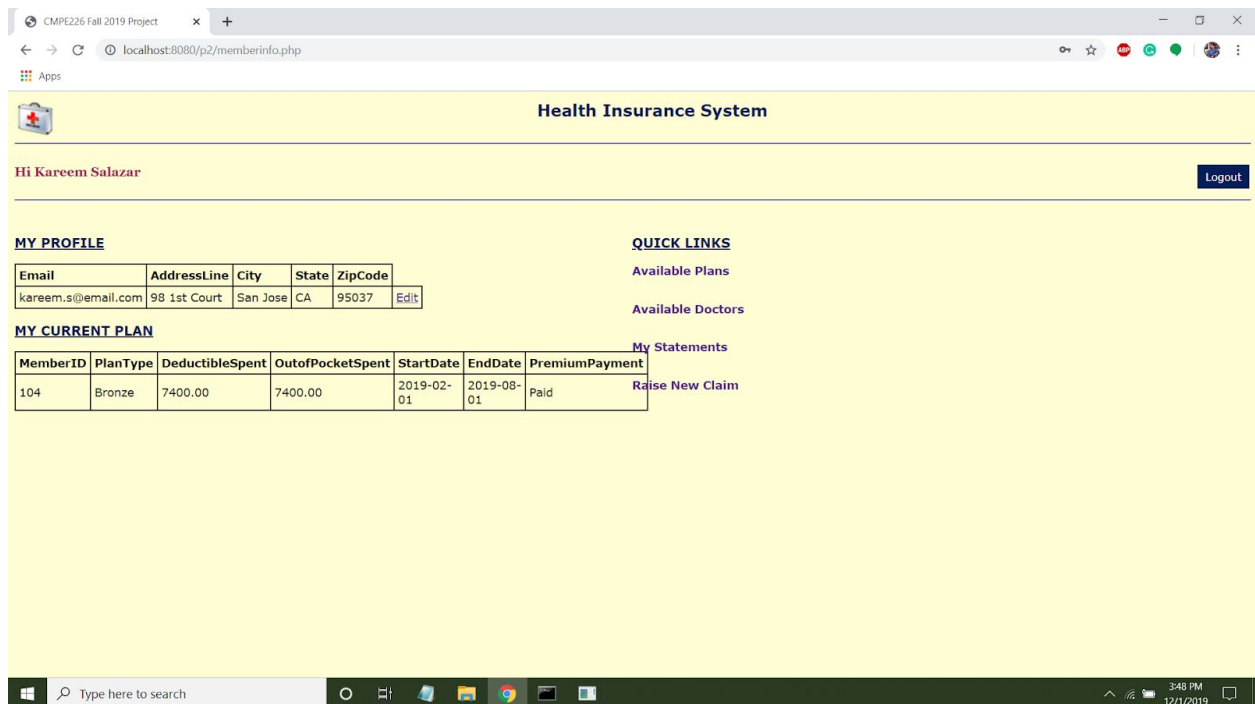 CMPE226 Fall 2019 Project
localhost:8080/p2/memberinfo.php
ABP
Apps
Health Insurance System
Hi Kareem Salazar
Logout
MY PROFILE
Email AddressLine City State ZipCode
kareem.s@email.com 98 1st Court San Jose CA 95037 Edit
MY CURRENT PLAN
MemberID PlanType DeductibleSpent OutofPocketSpent StartDate EndDate PremiumPayment
104 Bronze 7400.00 7400.00 2019-02-01 2019-08-01 Paid
QUICK LINKS
Available Plans
Available Doctors
My Statements
Raise New Claim
Type here to search
3:48 PM
12/1/2019